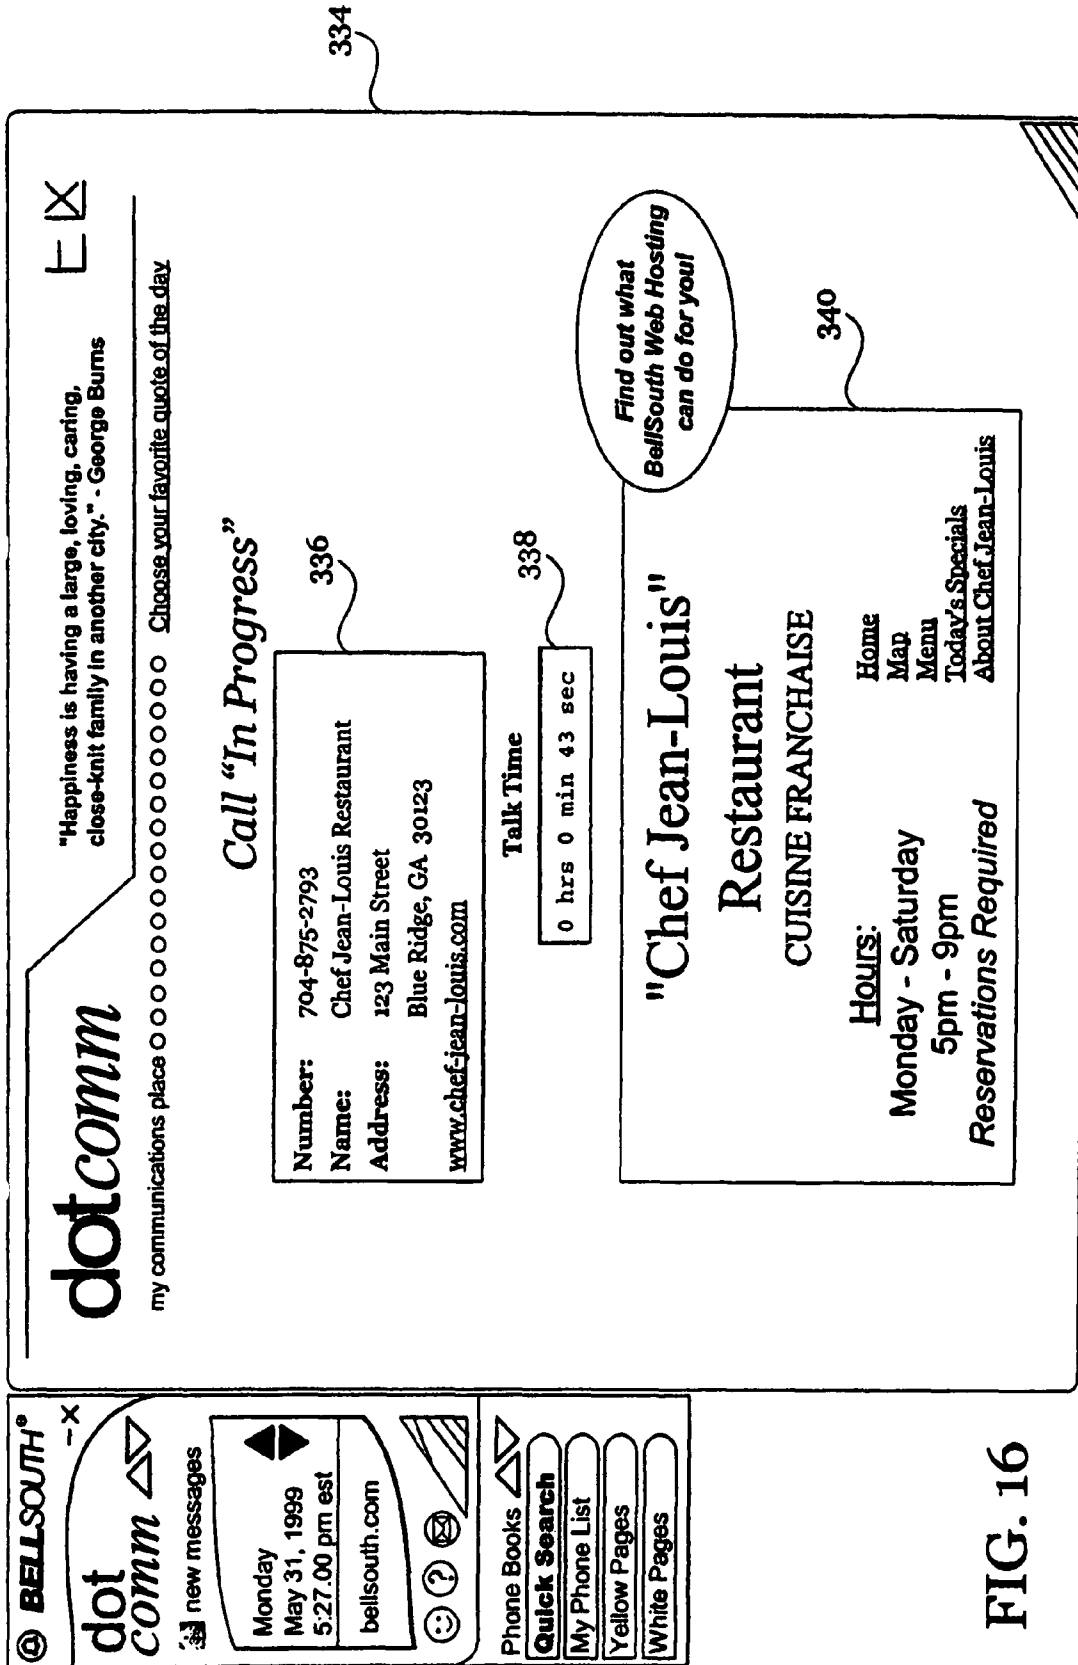 BELLSOUTH®
-X
dot
comm
new messages
Monday
May 31, 1999
5:27.00 pm est
bellsouth.com
?
Phone Books
Quick Search
My Phone List
Yellow Pages
White Pages
dotcomm
"Happiness is having a large, loving, caring,
close-knit family in another city." - George Burns
my communications place
Choose your favorite quote of the day
Call “In Progress”
Number: 704-875-2793
Name: Chef Jean-Louis Restaurant
Address: 123 Main Street
Blue Ridge, GA 30123
www.chef-jean-louis.com
336
Talk Time
0 hrs 0 min 43 sec
338
Find out what
BellSouth Web Hosting
can do for you!
"Chef Jean-Louis"
Restaurant
CUISINE FRANCHAISE
Hours:
Monday - Saturday
5pm - 9pm
Reservations Required
Home
Map
Menu
Today's Specials
About Chef Jean-Louis
340
334
FIG. 16